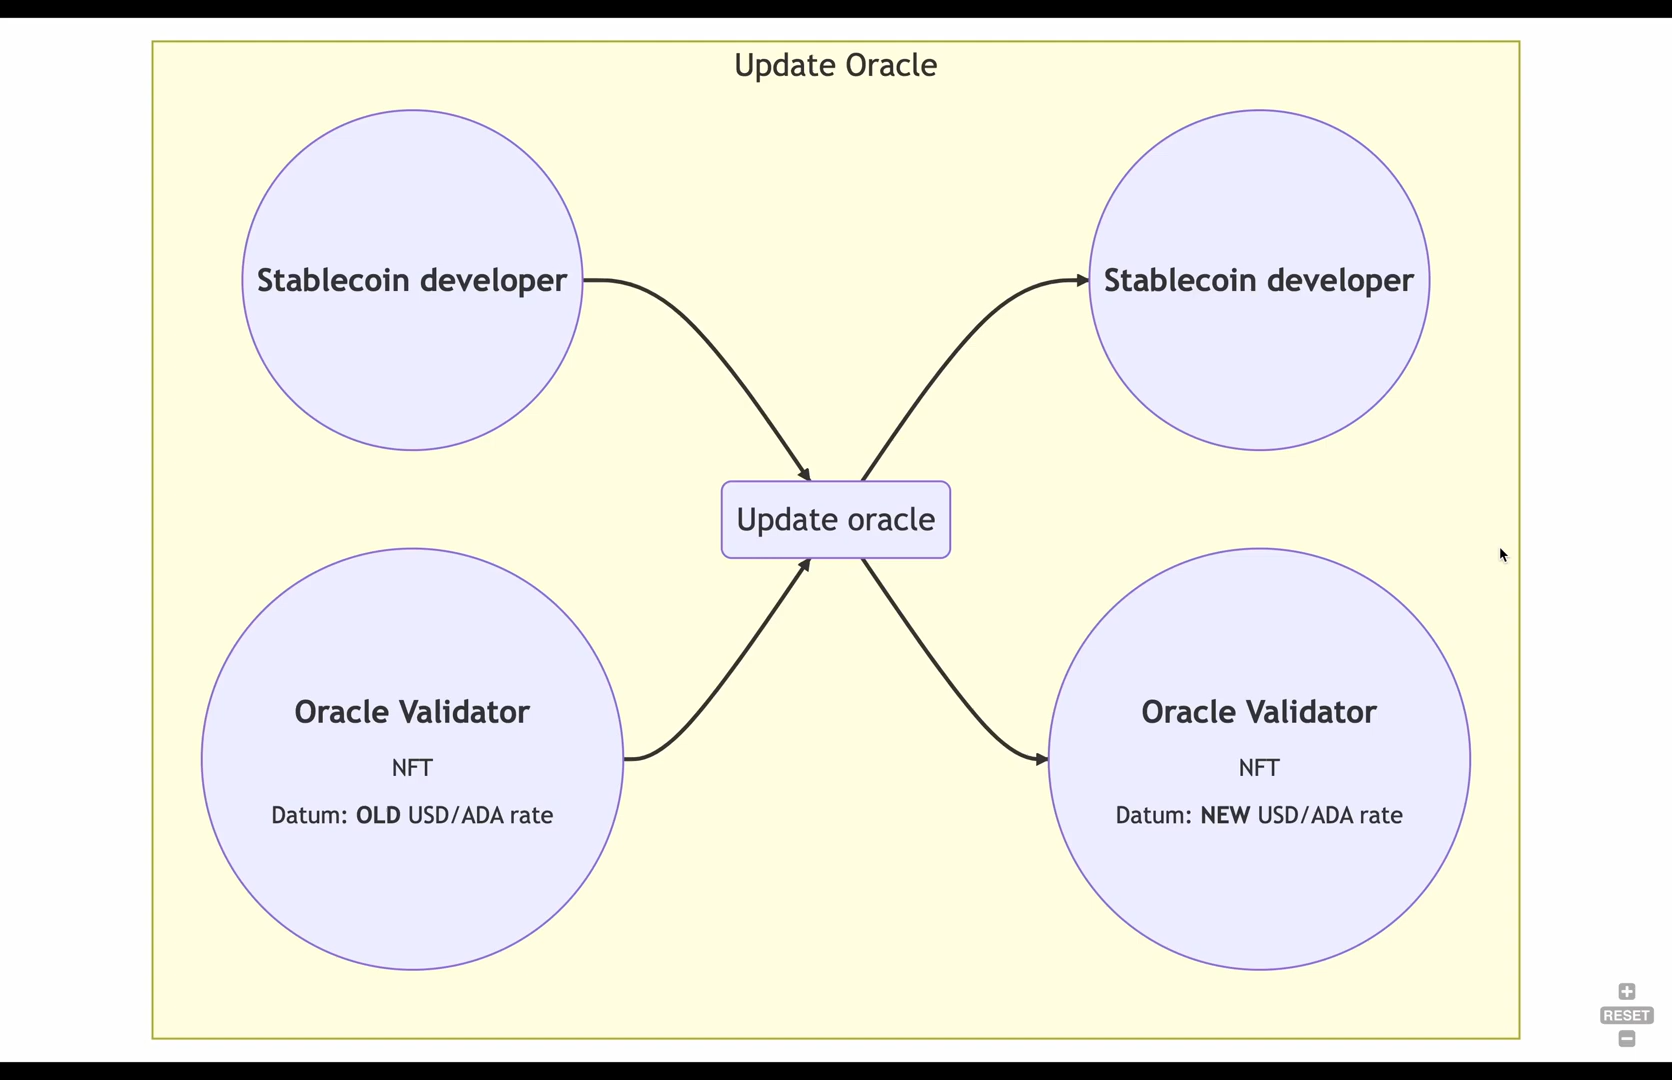 Update Oracle
Stablecoin developer
Stablecoin developer
Update oracle
Oracle Validator
NFT
Datum: OLD USD/ADA rate
Oracle Validator
NFT
Datum: NEW USD/ADA rate
+
RESET
−